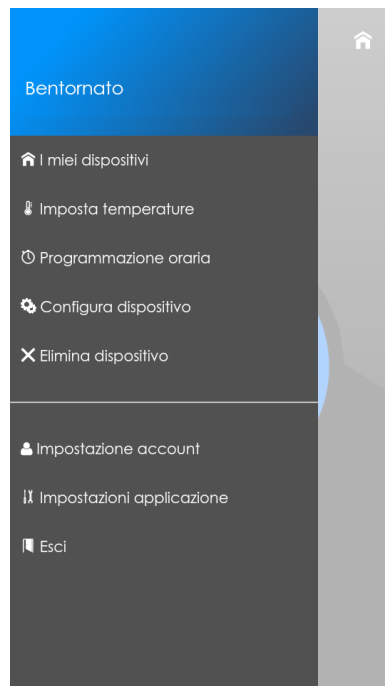 Bentornato
I miei dispositivi
Imposta temperature
Programmazione oraria
Configura dispositivo
Elimina dispositivo
Impostazione account
Impostazioni applicazione
Esci